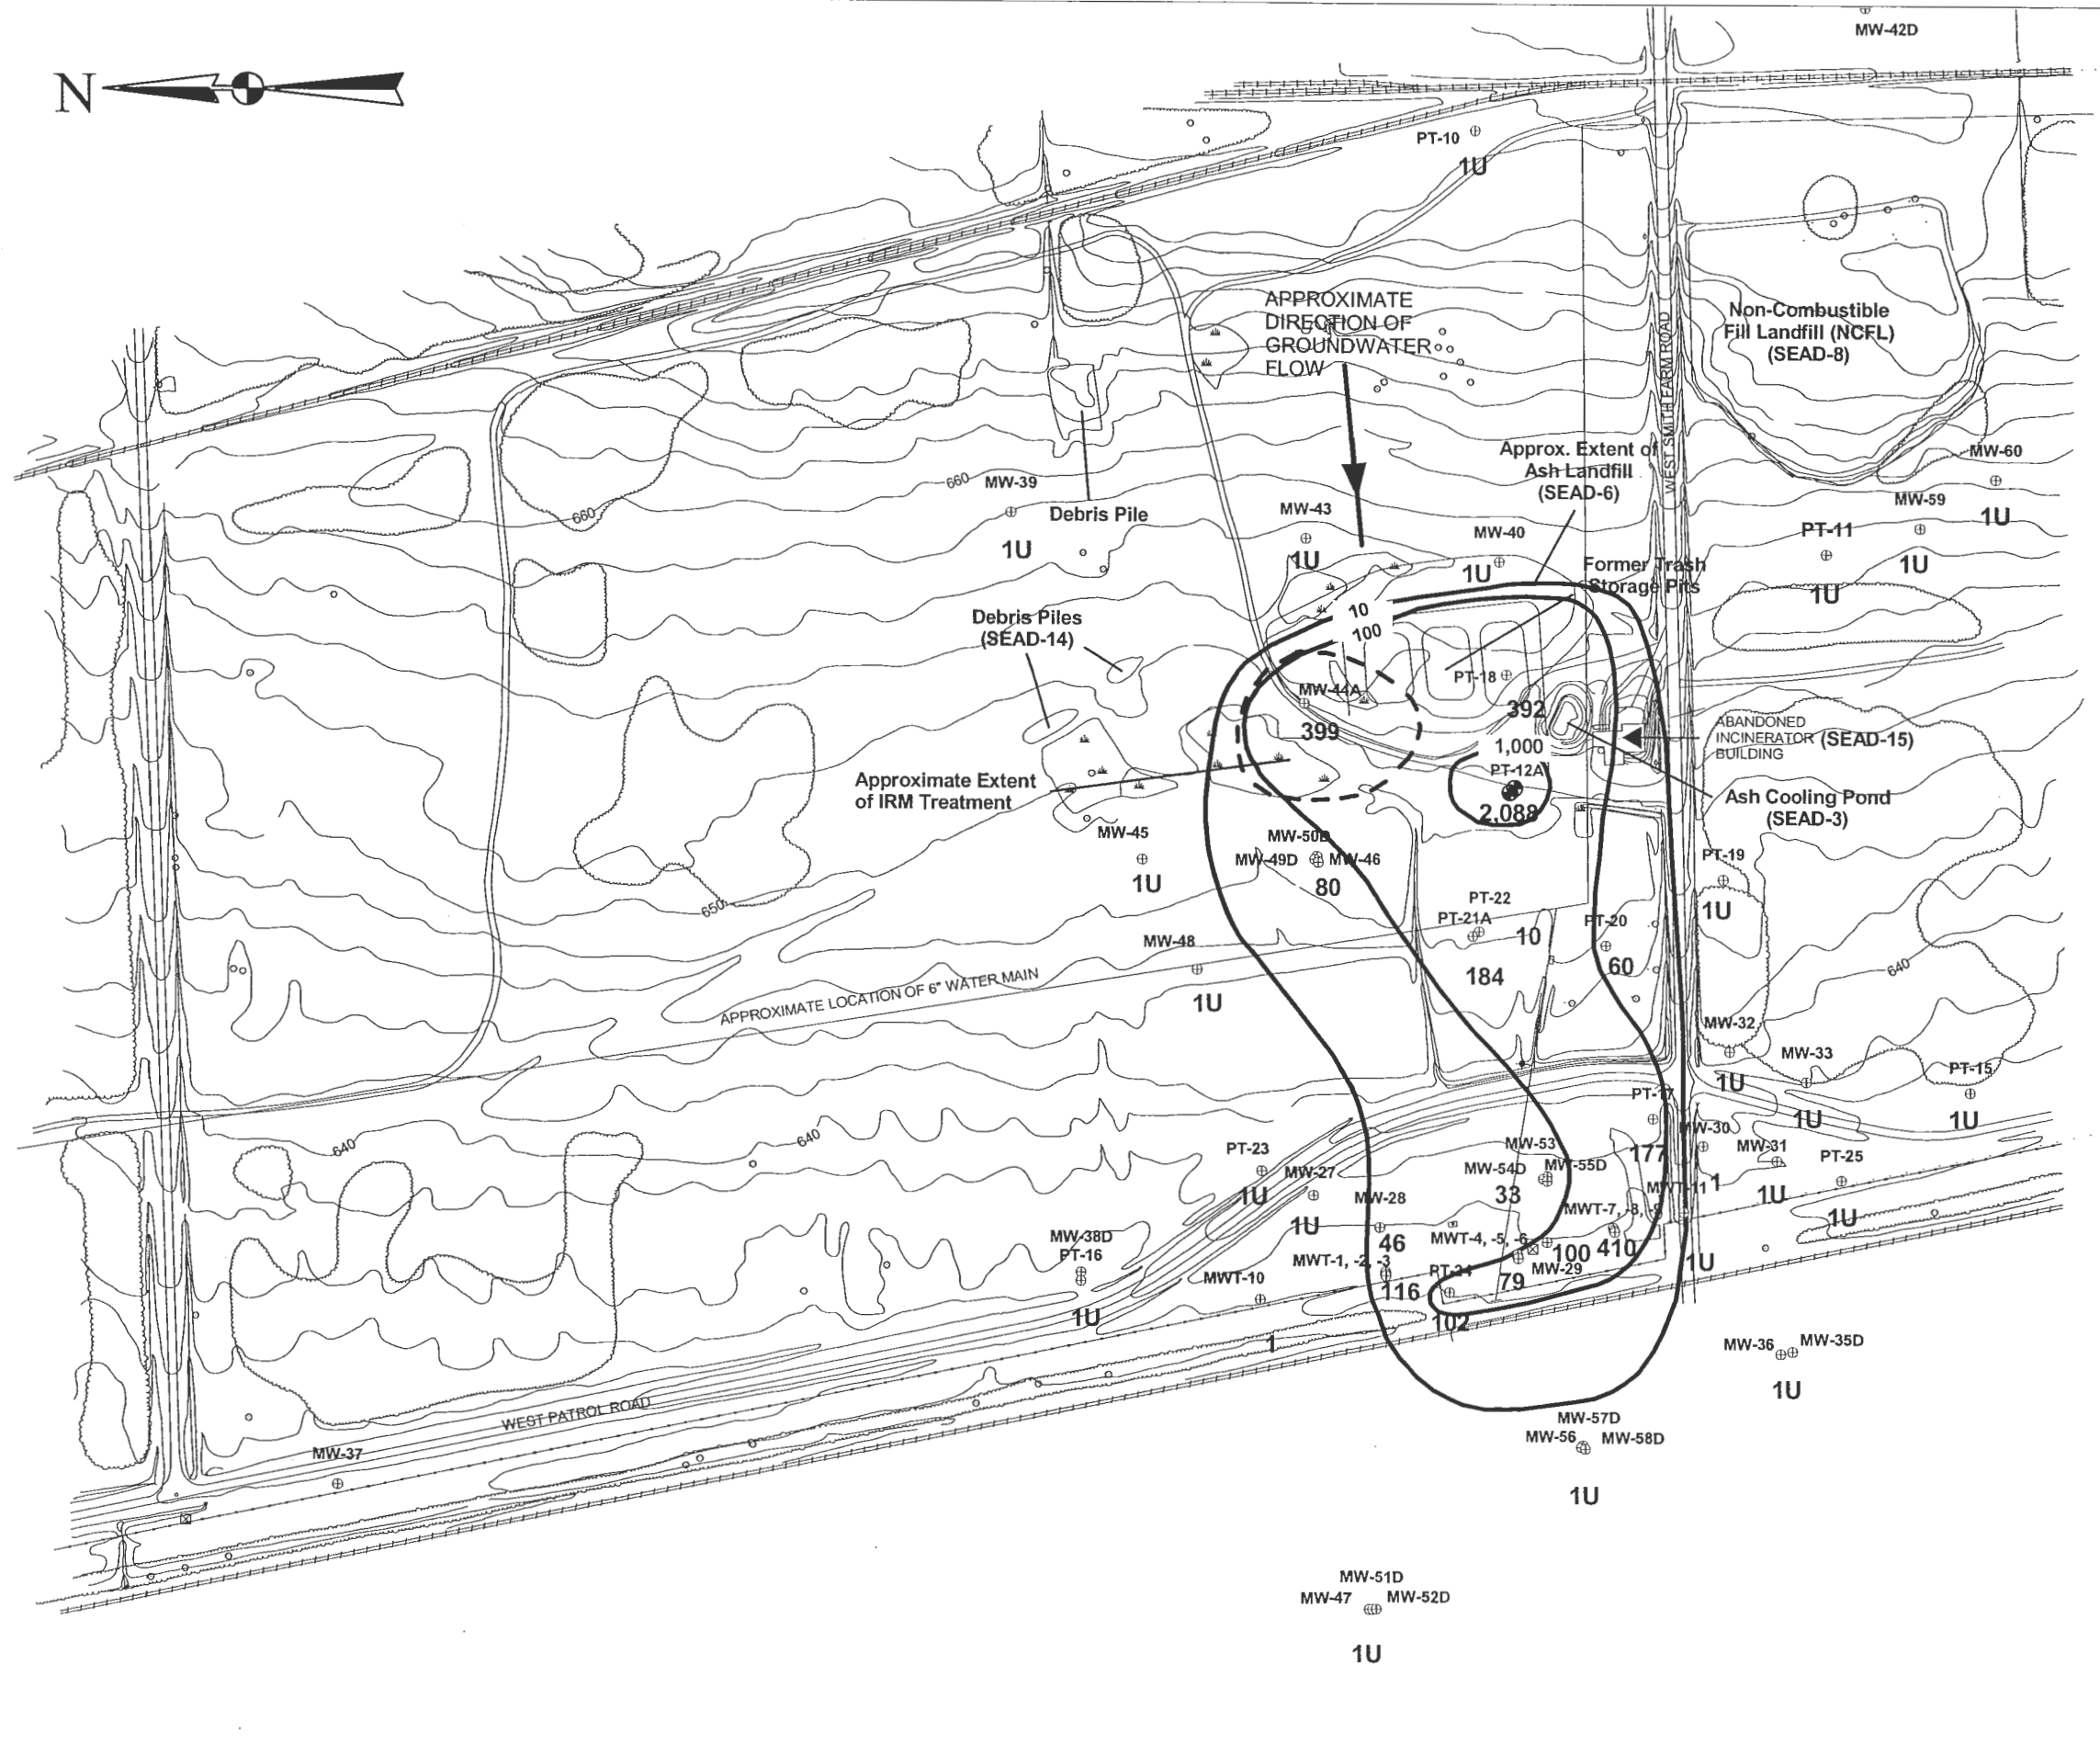 MW-42D
N
PT-10
1U
APPROXIMATE
DIRECTION OF
GROUNDWATER
FLOW
WEST SMITH FARM ROAD
Non-Combustible
Fill Landfill (NCFL)
(SEAD-8)
Approx. Extent of
Ash Landfill
(SEAD-6)
MW-60
1U
660
MW-39
1U
660
Debris Pile
MW-43
1U
MW-40
1U
MW-59
1U
PT-11
1U
Former Trash
Storage Pits
10
100
Debris Piles
(SEAD-14)
PT-18
392
MW-44A
399
1,000
PT-12A
2,088
ABANDONED
INCINERATOR (SEAD-15)
BUILDING
Approximate Extent
of IRM Treatment
Ash Cooling Pond
(SEAD-3)
MW-45
1U
MW-50D
MW-49D
MW-46
80
PT-19
1U
650
PT-22
PT-21A
10
184
PT-20
60
MW-48
1U
640
APPROXIMATE LOCATION OF 6" WATER MAIN
MW-32
1U
MW-33
1U
PT-15
1U
PT-17
177
640
640
MW-30
1
MW-31
1U
PT-25
1U
PT-23
1U
MW-27
1U
MW-28
46
MW-53
MW-54D
MW-55D
33
MWT-11
1U
MWT-7, -8, -9
410
MW-38D
PT-16
1U
MWT-4, -5, -6
100
MW-29
79
MWT-1, -2, -3
116
MWT-10
1
PT-24
102
MW-36
MW-35D
1U
WEST PATROL ROAD
MW-37
MW-57D
MW-56
MW-58D
1U
MW-51D
MW-47
MW-52D
1U